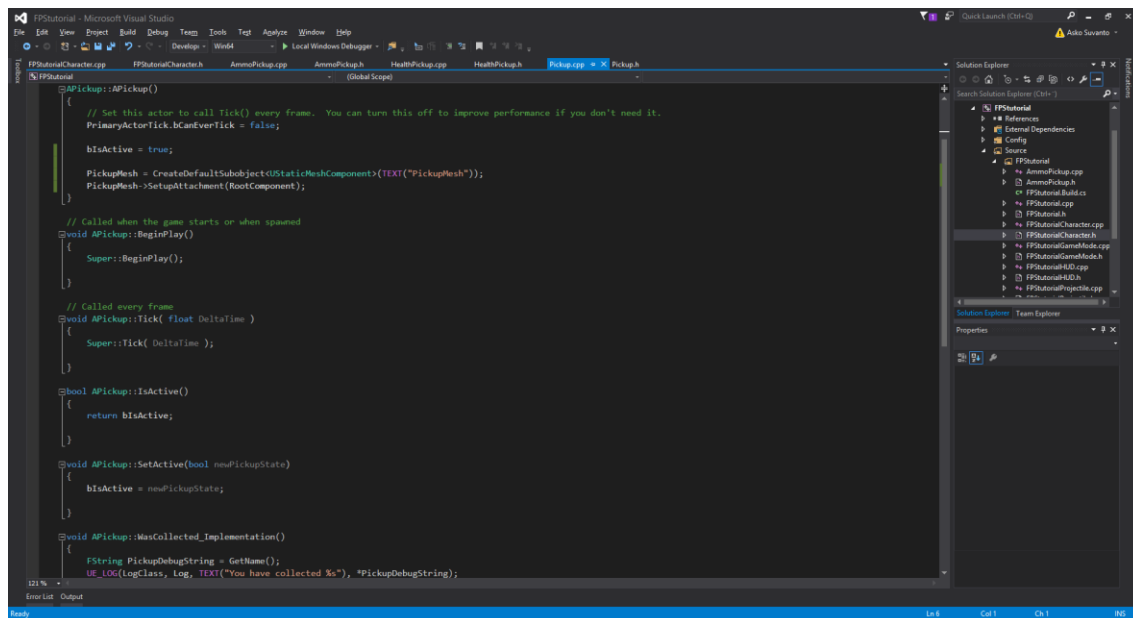 FPStutorial - Microsoft Visual Studio
1
Quick Launch (Ctrl+Q)
File Edit View Project Build Debug Team Tools Test Analyze Window Help
Asko Suvanto
Develop Win64 Local Windows Debugger
Toolbox
FPStutorialCharacter.cpp FPStutorialCharacter.h AmmoPickup.cpp AmmoPickup.h HealthPickup.cpp HealthPickup.h Pickup.cpp Pickup.h
FPStutorial (Global Scope)
APickup::APickup()
{
// Set this actor to call Tick() every frame.  You can turn this off to improve performance if you don't need it.
PrimaryActorTick.bCanEverTick = false;
bIsActive = true;
PickupMesh = CreateDefaultSubobject<UStaticMeshComponent>(TEXT("PickupMesh"));
PickupMesh->SetupAttachment(RootComponent);
}
// Called when the game starts or when spawned
void APickup::BeginPlay()
{
Super::BeginPlay();
}
// Called every frame
void APickup::Tick( float DeltaTime )
{
Super::Tick( DeltaTime );
}
bool APickup::IsActive()
{
return bIsActive;
}
void APickup::SetActive(bool newPickupState)
{
bIsActive = newPickupState;
}
void APickup::WasCollected_Implementation()
{
FString PickupDebugString = GetName();
UE_LOG(LogClass, Log, TEXT("You have collected %s"), *PickupDebugString);
121 %
Error List Output
Ready Ln 6 Col 1 Ch 1 INS
Solution Explorer
Search Solution Explorer (Ctrl+¨)
FPStutorial
References
External Dependencies
Config
Source
FPStutorial
AmmoPickup.cpp
AmmoPickup.h
FPStutorial.Build.cs
FPStutorial.cpp
FPStutorial.h
FPStutorialCharacter.cpp
FPStutorialCharacter.h
FPStutorialGameMode.cpp
FPStutorialGameMode.h
FPStutorialHUD.cpp
FPStutorialHUD.h
FPStutorialProjectile.cpp
Solution Explorer Team Explorer
Properties
Notifications